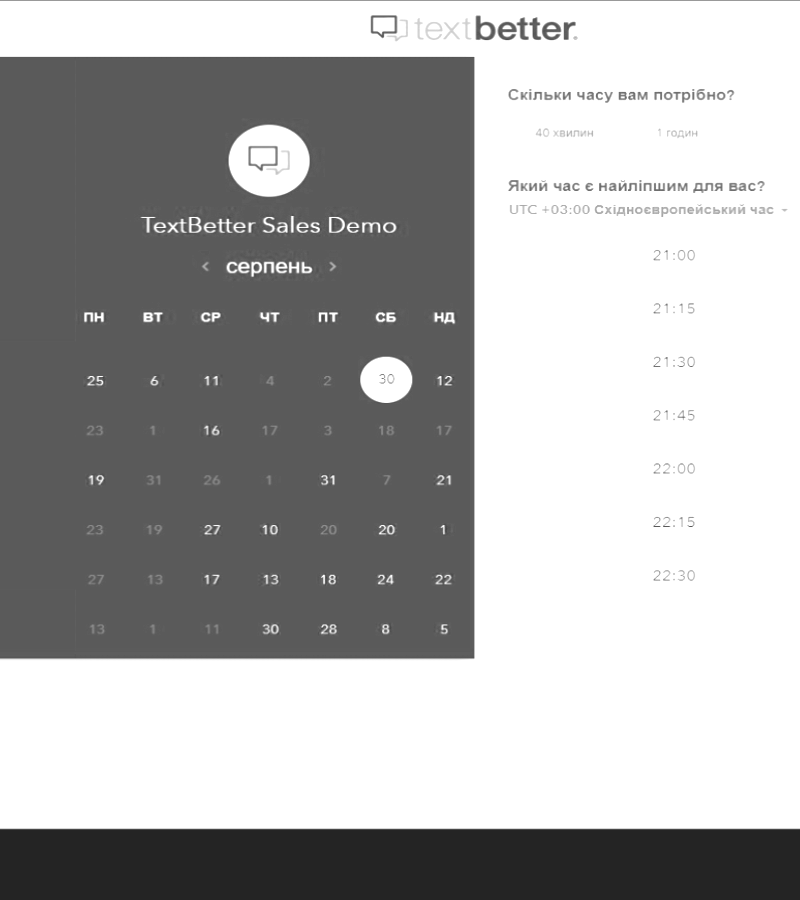 textbetter.
TextBetter Sales Demo
< серпень >
ПН ВТ СР ЧТ ПТ СБ НД
25 6 11 4 2 30 12
23 1 16 17 3 18 17
19 31 26 1 31 7 21
23 19 27 10 20 20 1
27 13 17 13 18 24 22
13 1 11 30 28 8 5
Скільки часу вам потрібно?
40 хвилин 1 годин
Який час є найліпшим для вас?
UTC +03:00 Східноєвропейський час
21:00
21:15
21:30
21:45
22:00
22:15
22:30